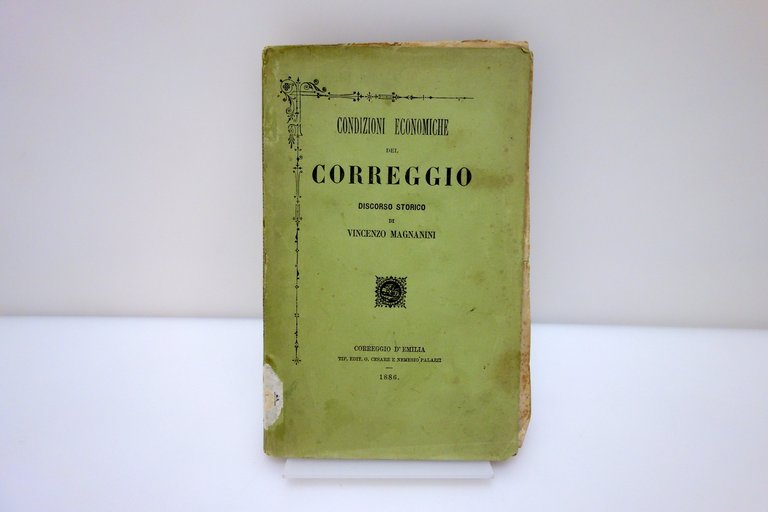 CONDIZIONI ECONOMICHE
DEL
CORREGGIO
DISCORSO STORICO
DI
VINCENZO MAGNANINI
CORREGGIO D'EMILIA
TIP. EDIT. G. CESARE E NEMESIO PALAZZI
1886.